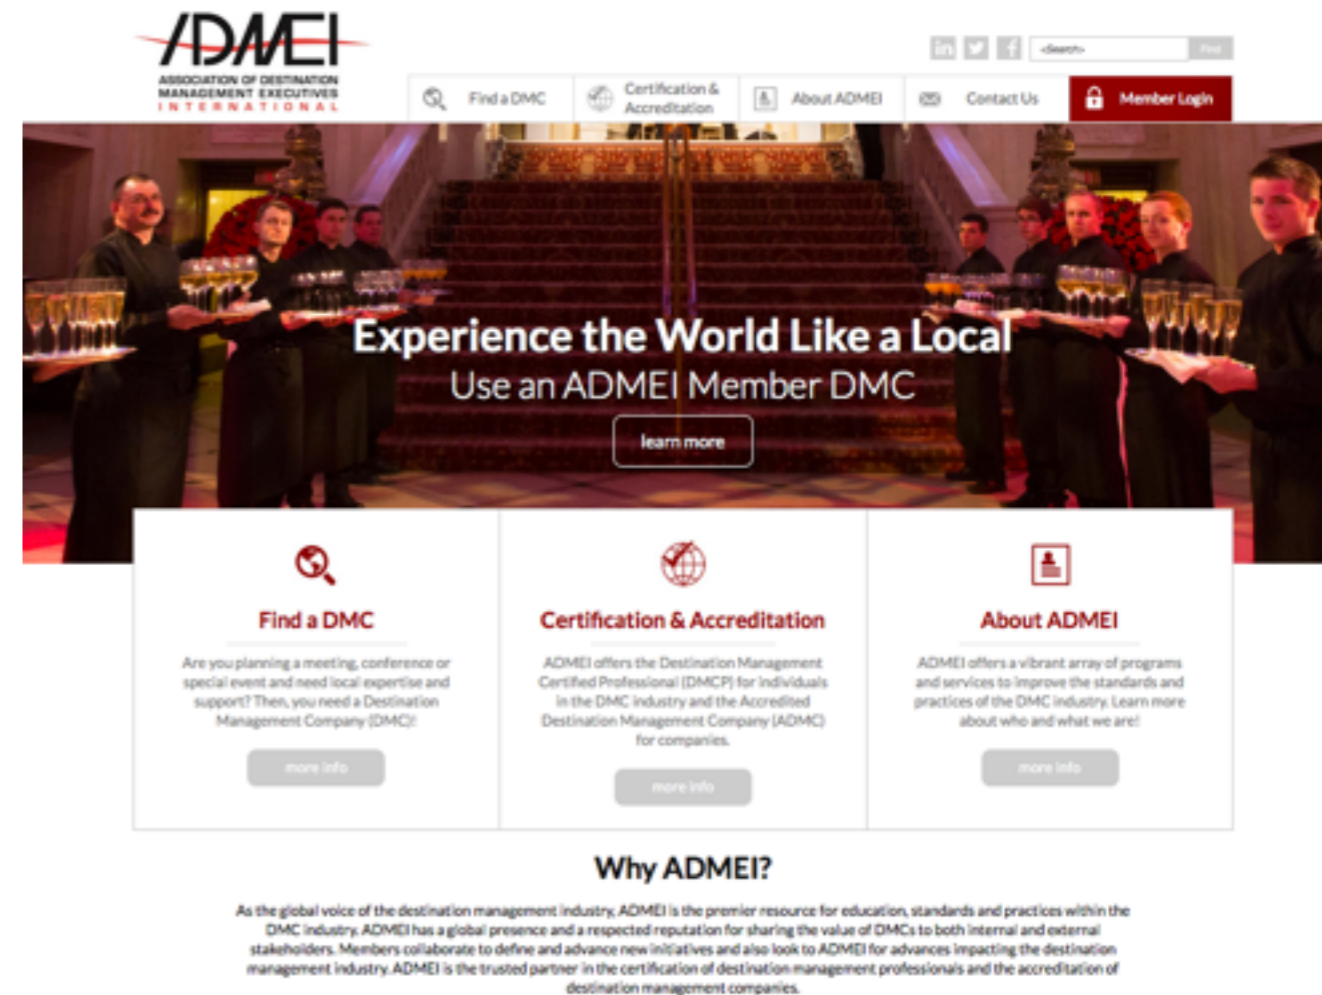 ADMEI
ASSOCIATION OF DESTINATION
MANAGEMENT EXECUTIVES
INTERNATIONAL
in f <Search> Find
Find a DMC
Certification &
Accreditation
About ADMEI
Contact Us
Member Login
Experience the World Like a Local
Use an ADMEI Member DMC
learn more
Find a DMC
Are you planning a meeting, conference or
special event and need local expertise and
support? Then, you need a Destination
Management Company (DMC)!
more info
Certification & Accreditation
ADMEI offers the Destination Management
Certified Professional (DMCP) for individuals
in the DMC industry and the Accredited
Destination Management Company (ADMC)
for companies.
more info
About ADMEI
ADMEI offers a vibrant array of programs
and services to improve the standards and
practices of the DMC industry. Learn more
about who and what we are!
more info
Why ADMEI?
As the global voice of the destination management industry, ADMEI is the premier resource for education, standards and practices within the
DMC industry. ADMEI has a global presence and a respected reputation for sharing the value of DMCs to both internal and external
stakeholders. Members collaborate to define and advance new initiatives and also look to ADMEI for advances impacting the destination
management industry. ADMEI is the trusted partner in the certification of destination management professionals and the accreditation of
destination management companies.